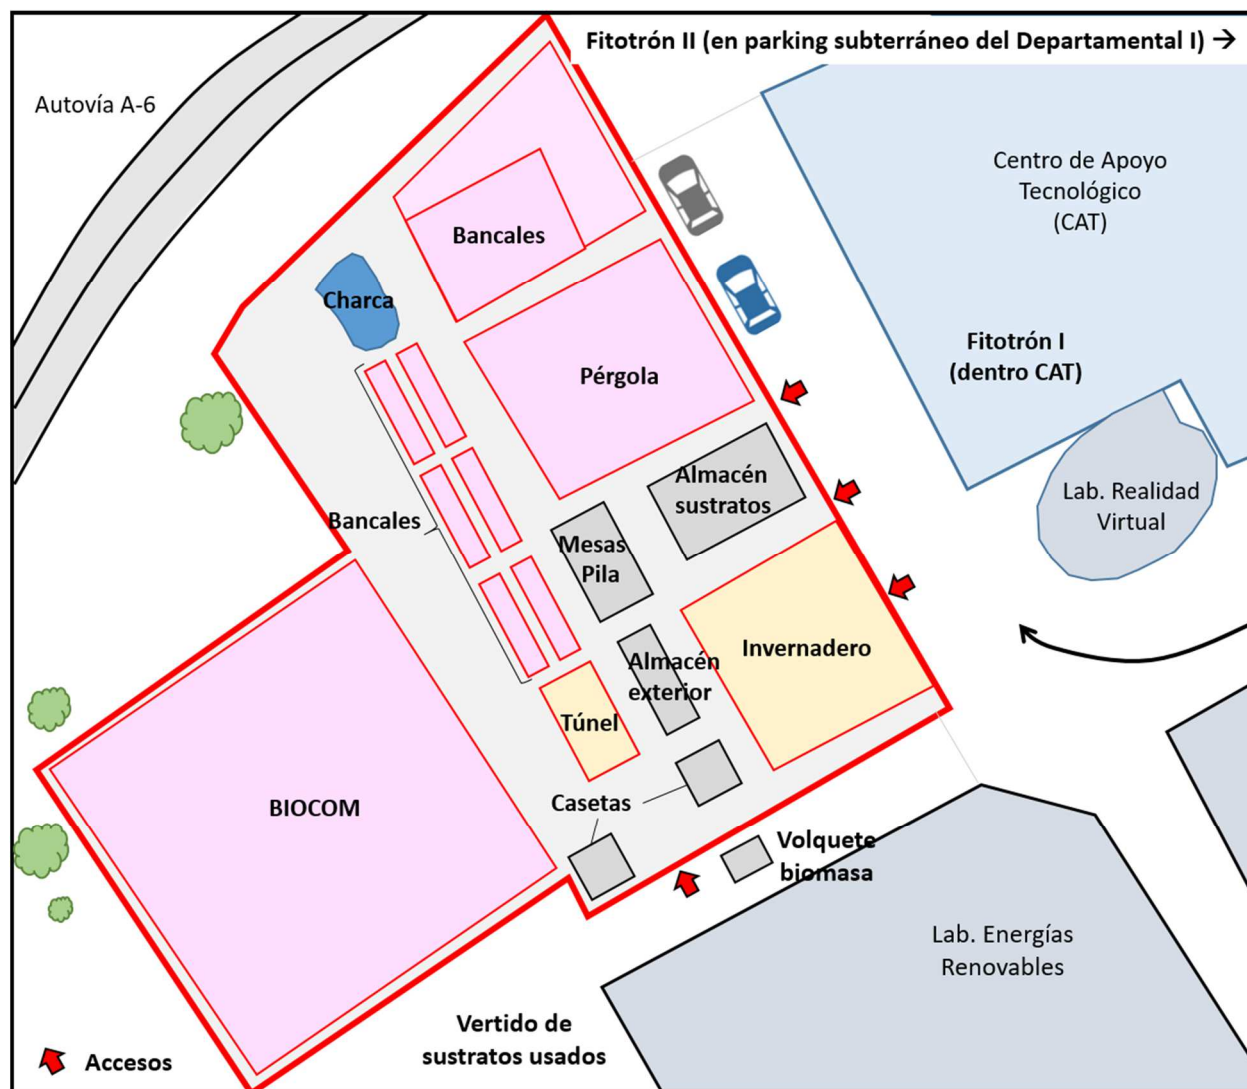 Fitotrón II (en parking subterráneo del Departamental I) →
Autovía A-6
Centro de Apoyo
Tecnológico
(CAT)
Bancales
Charca
Fitotrón I
(dentro CAT)
Pérgola
Almacén
sustratos
Lab. Realidad
Virtual
Bancales
Mesas
Pila
Invernadero
Almacén
exterior
Túnel
BIOCOM
Casetas
Volquete
biomasa
Lab. Energías
Renovables
Vertido de
sustratos usados
Accesos